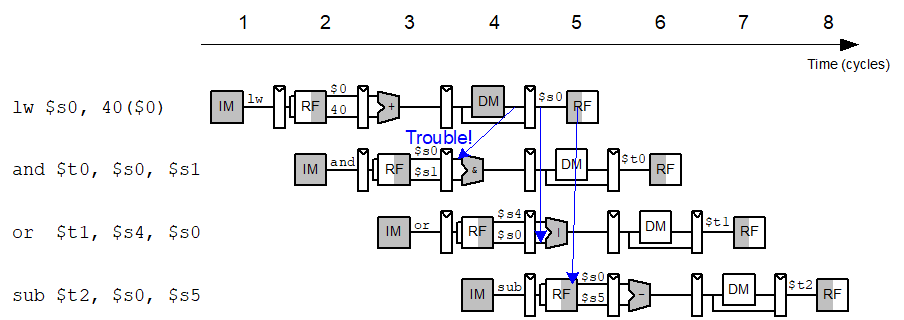 1 2 3 4 5 6 7 8
Time (cycles)
lw $s0, 40($0) IM lw RF $0 40 + DM $s0 RF
Trouble!
and $t0, $s0, $s1 IM and RF $s0 $s1 & DM $t0 RF
or $t1, $s4, $s0 IM or RF $s4 $s0 | DM $t1 RF
sub $t2, $s0, $s5 IM sub RF $s0 $s5 - DM $t2 RF